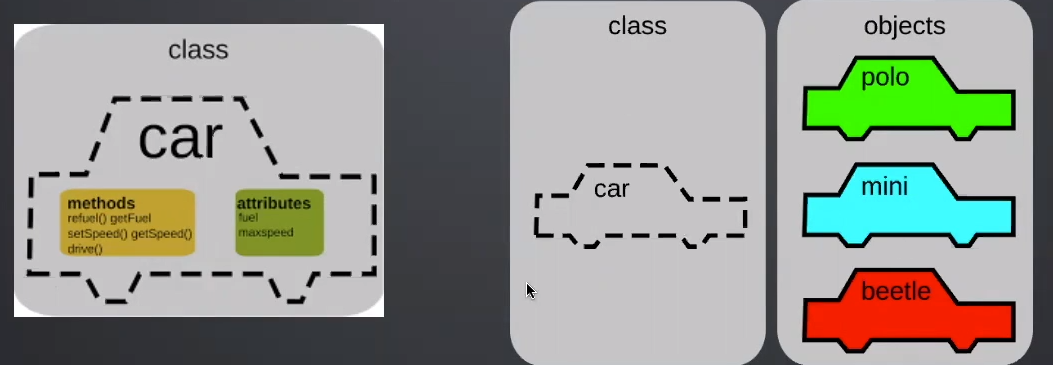 class
car
methods
refuel() getFuel
setSpeed() getSpeed()
drive()
attributes
fuel
maxspeed
class
car
objects
polo
mini
beetle